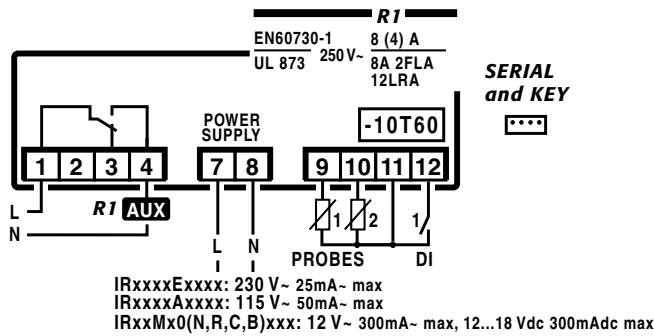 R1
EN60730-1
UL 873
250 V~
8 (4) A
8A 2FLA
12LRA
SERIAL
and KEY
POWER
SUPPLY
-10T60
1 2 3 4
7 8
9 10 11 12
L
N
R1 AUX
L N
1 2 1
PROBES DI
IRxxxxExxxx: 230 V~ 25mA~ max
IRxxxxAxxxx: 115 V~ 50mA~ max
IRxxMx0(N,R,C,B)xxx: 12 V~ 300mA~ max, 12...18 Vdc 300mAdc max